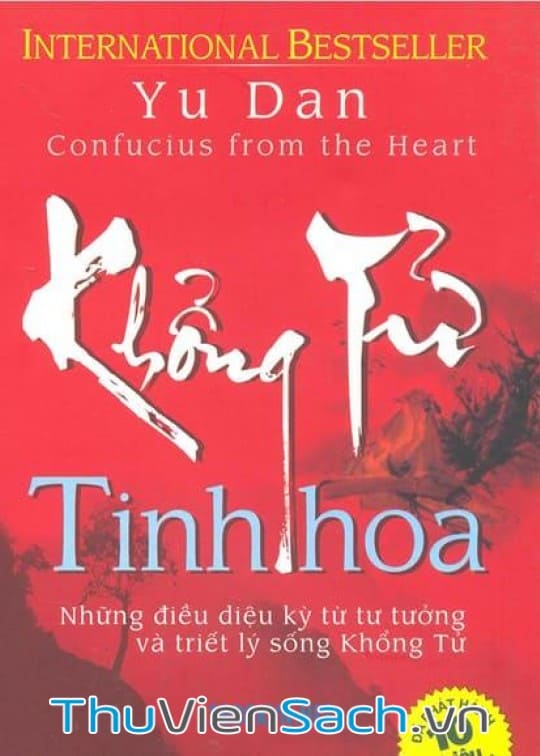 INTERNATIONAL BESTSELLER
Yu Dan
Confucius from the Heart
Khổng Tử
Tinh hoa
Những điều diệu kỳ từ tư tưởng
và triết lý sống Khổng Tử
ThuVienSach.vn
10